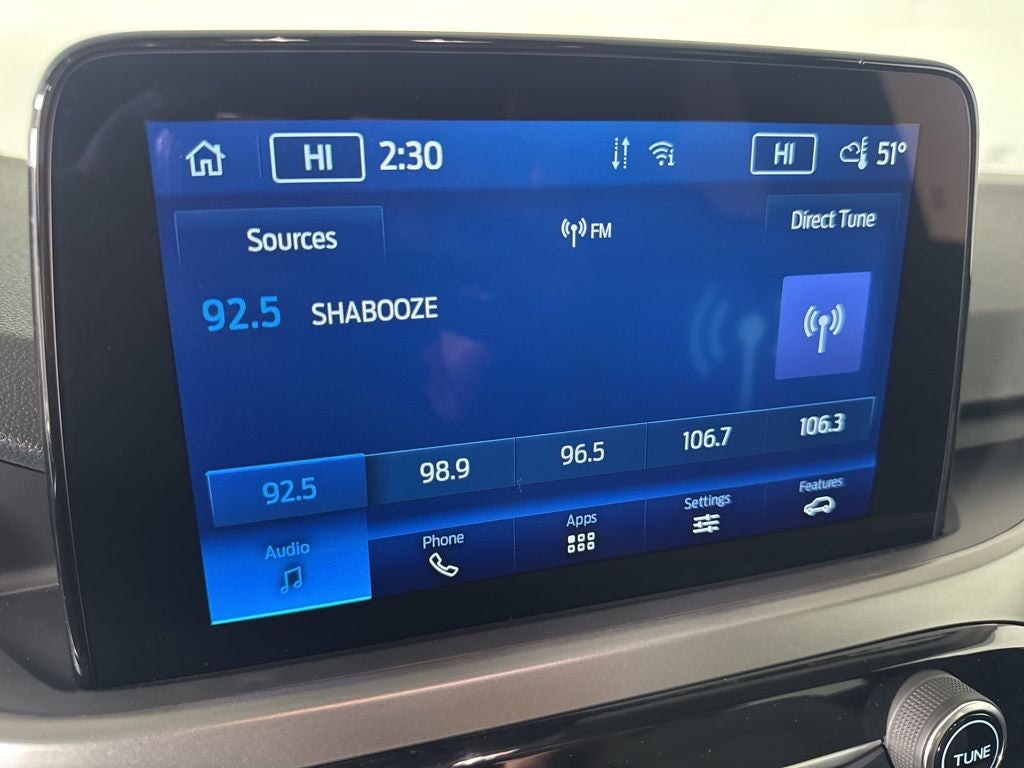 HI 2:30 HI 51°
Sources FM Direct Tune
92.5 SHABOOZE
92.5 98.9 96.5 106.7 106.3
Audio Phone Apps Settings Features
TUNE